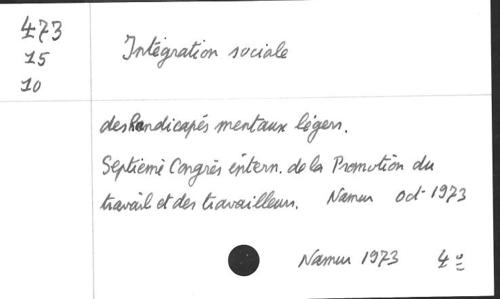 473
15
10
Intégration sociale
des handicapés mentaux légers.
Septième Congrès intern. de la Promotion du
travail et des travailleurs. Namur Oct 1973
Namur 1973 4º